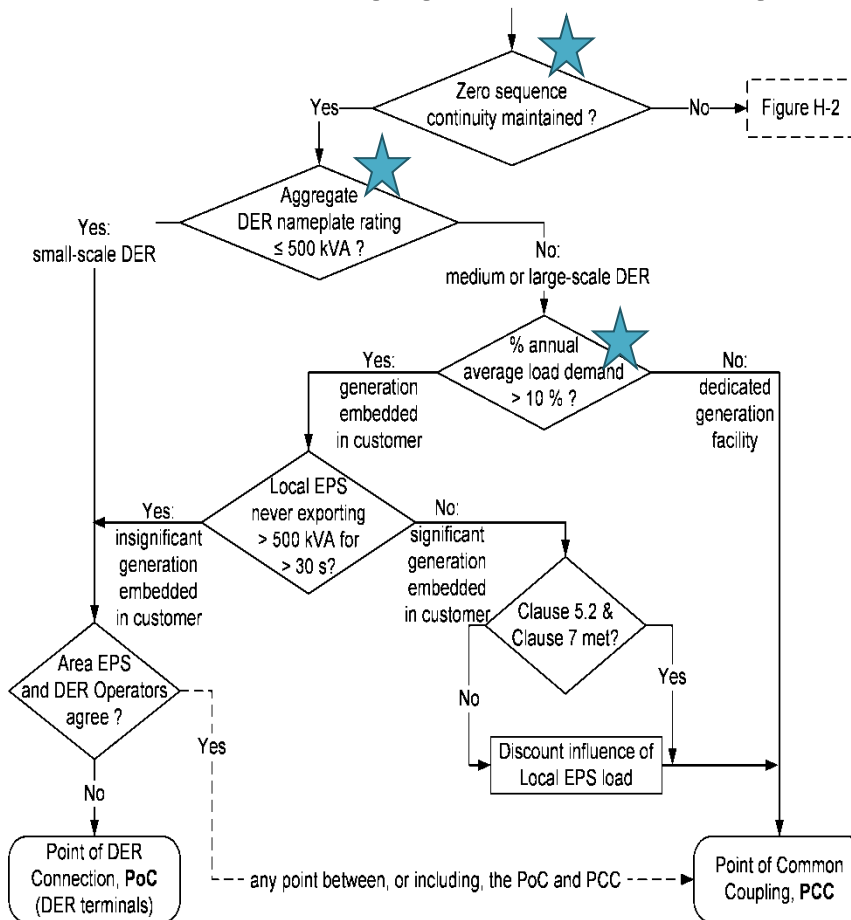 Zero sequence
continuity maintained ?
Yes
No
Figure H-2
Aggregate
DER nameplate rating
≤ 500 kVA ?
Yes:
small-scale DER
No:
medium or large-scale DER
% annual
average load demand
> 10 % ?
Yes:
generation
embedded
in customer
No:
dedicated
generation
facility
Local EPS
never exporting
> 500 kVA for
> 30 s?
Yes:
insignificant
generation
embedded
in customer
No:
significant
generation
embedded
in customer
Clause 5.2 &
Clause 7 met?
No
Yes
Discount influence of
Local EPS load
Area EPS
and DER Operators
agree ?
Yes
No
Point of DER
Connection, PoC
(DER terminals)
any point between, or including, the PoC and PCC
Point of Common
Coupling, PCC